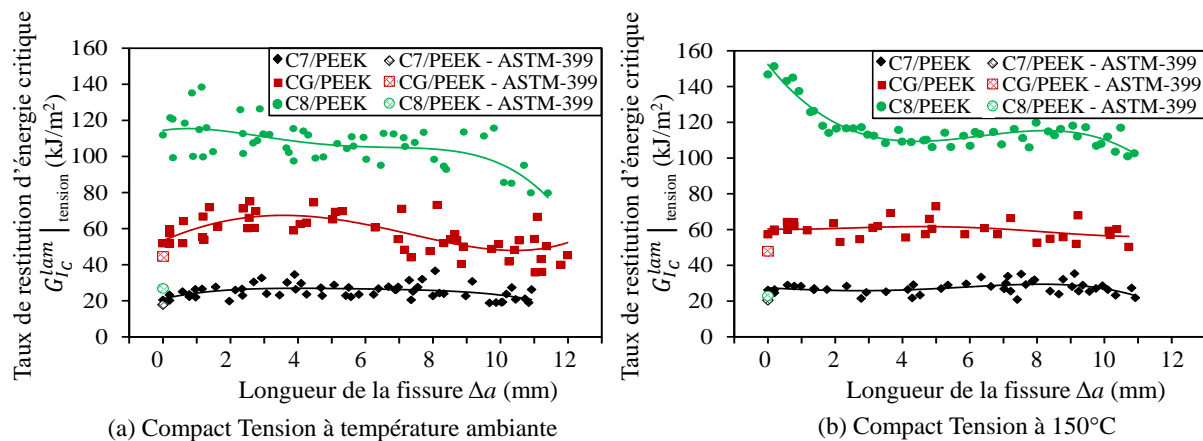 Taux de restitution d'énergie critique
G_{I_C}^{lam} |_{tension} (kJ/m²)
160
140
120
100
80
60
40
20
0
C7/PEEK
C7/PEEK - ASTM-399
CG/PEEK
CG/PEEK - ASTM-399
C8/PEEK
C8/PEEK - ASTM-399
0 2 4 6 8 10 12
Longueur de la fissure Δa (mm)
(a) Compact Tension à température ambiante
Taux de restitution d'énergie critique
G_{I_C}^{lam} |_{tension} (kJ/m²)
160
140
120
100
80
60
40
20
0
C7/PEEK
C7/PEEK - ASTM-399
CG/PEEK
CG/PEEK - ASTM-399
C8/PEEK
C8/PEEK - ASTM-399
0 2 4 6 8 10 12
Longueur de la fissure Δa (mm)
(b) Compact Tension à 150°C